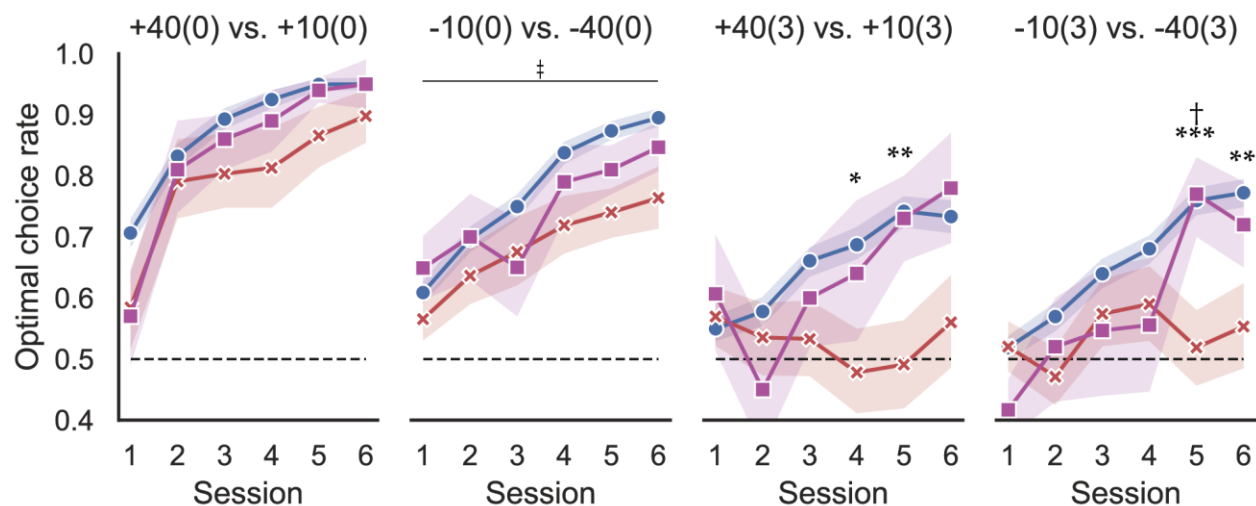 +40(0) vs. +10(0)
-10(0) vs. -40(0)
+40(3) vs. +10(3)
-10(3) vs. -40(3)
Optimal choice rate
1.0
0.9
0.8
0.7
0.6
0.5
0.4
‡
*
**
†
***
**
1 2 3 4 5 6
1 2 3 4 5 6
1 2 3 4 5 6
1 2 3 4 5 6
Session
Session
Session
Session